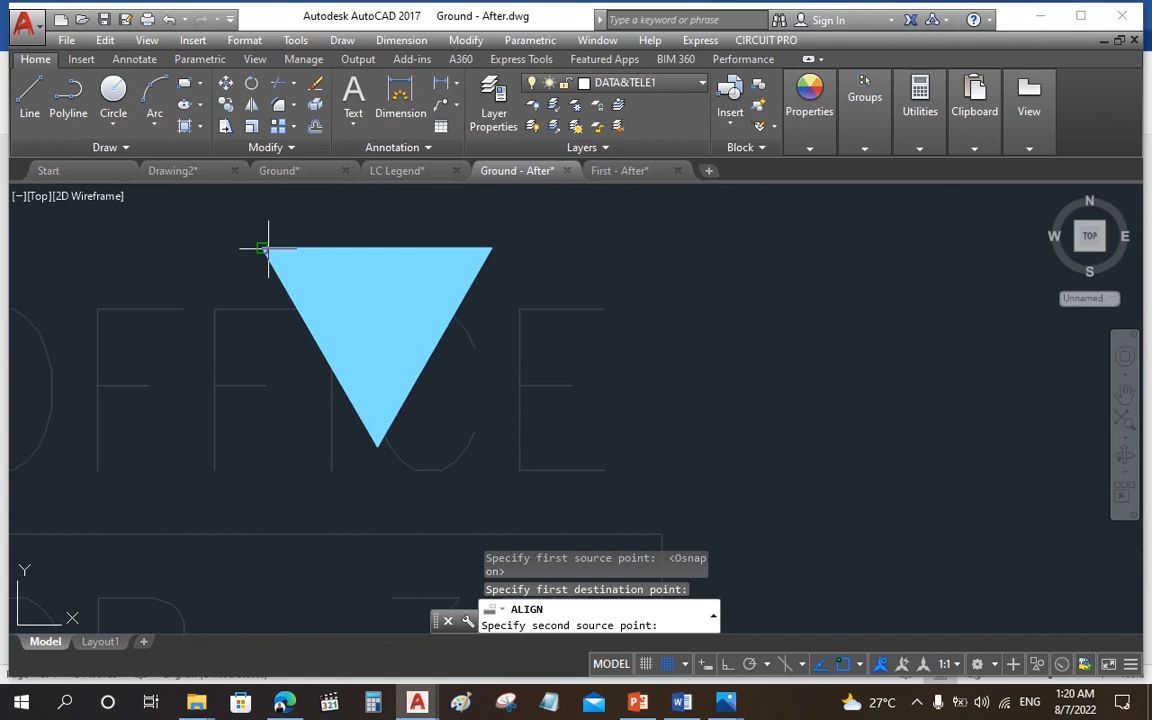 Autodesk AutoCAD 2017 Ground - After.dwg
Type a keyword or phrase
Sign In
File Edit View Insert Format Tools Draw Dimension Modify Parametric Window Help Express CIRCUIT PRO
Home Insert Annotate Parametric View Manage Output Add-ins A360 Express Tools Featured Apps BIM 360 Performance
DATA&TELE1
Line Polyline Circle Arc
Text Dimension
Layer
Properties
Insert
Properties
Groups
Utilities
Clipboard
View
Draw Modify Annotation Layers Block
Start Drawing2* Ground* LC Legend* Ground - After* First - After*
[−][Top][2D Wireframe]
N
W TOP E
S
Unnamed
OFFICE
Specify first source point: <Osnap
on>
Specify first destination point:
ALIGN
Specify second source point:
Y
X
Model Layout1
MODEL
1:1
321
27°C
ENG
1:20 AM
8/7/2022